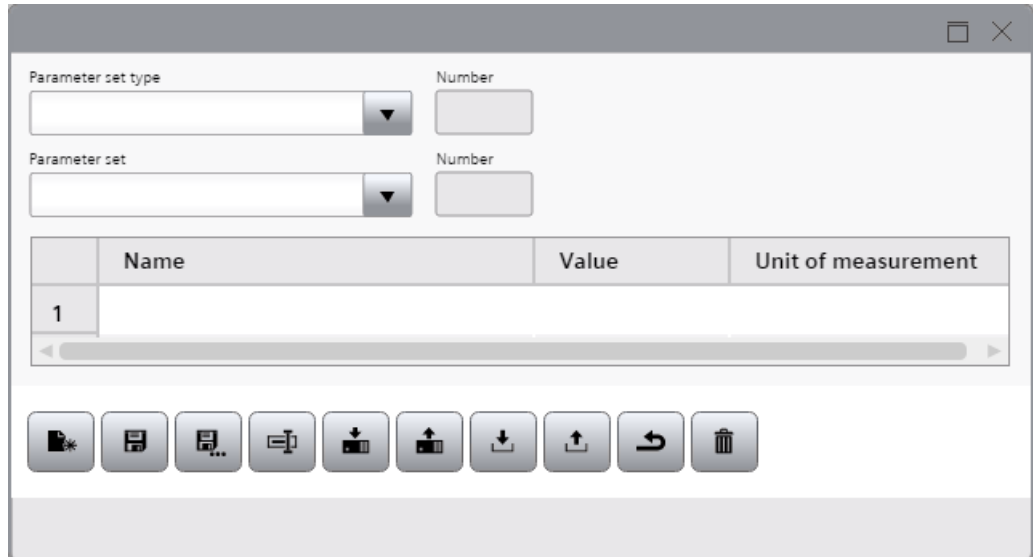 Parameter set type Number
Parameter set Number
Name Value Unit of measurement
1